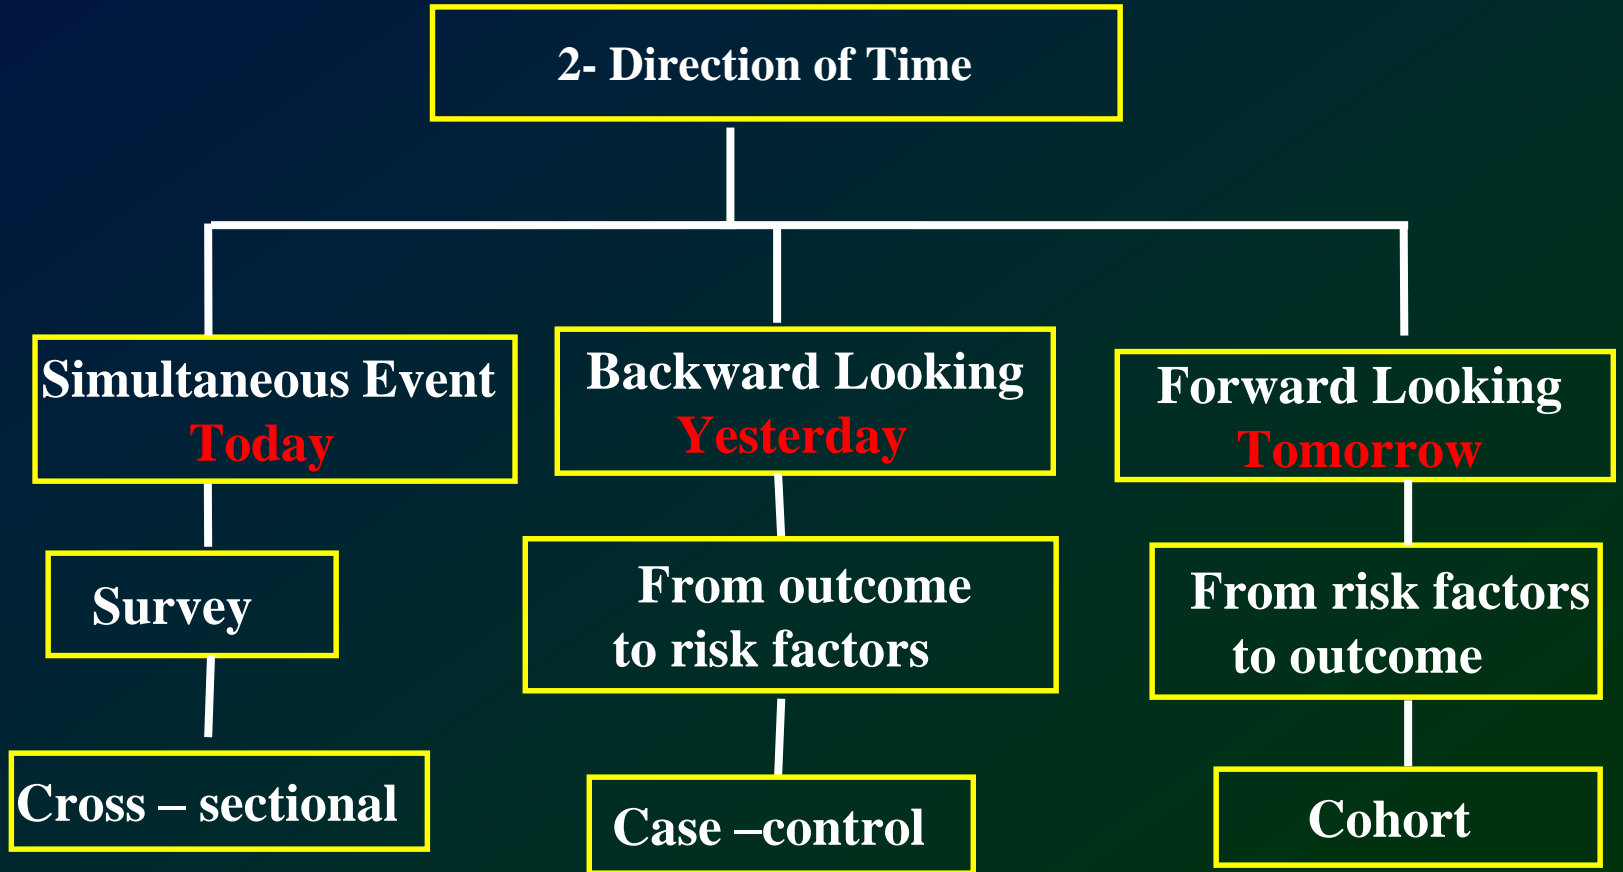 2- Direction of Time
Simultaneous Event
Today
Survey
Cross – sectional
Backward Looking
Yesterday
From outcome
to risk factors
Case –control
Forward Looking
Tomorrow
From risk factors
to outcome
Cohort